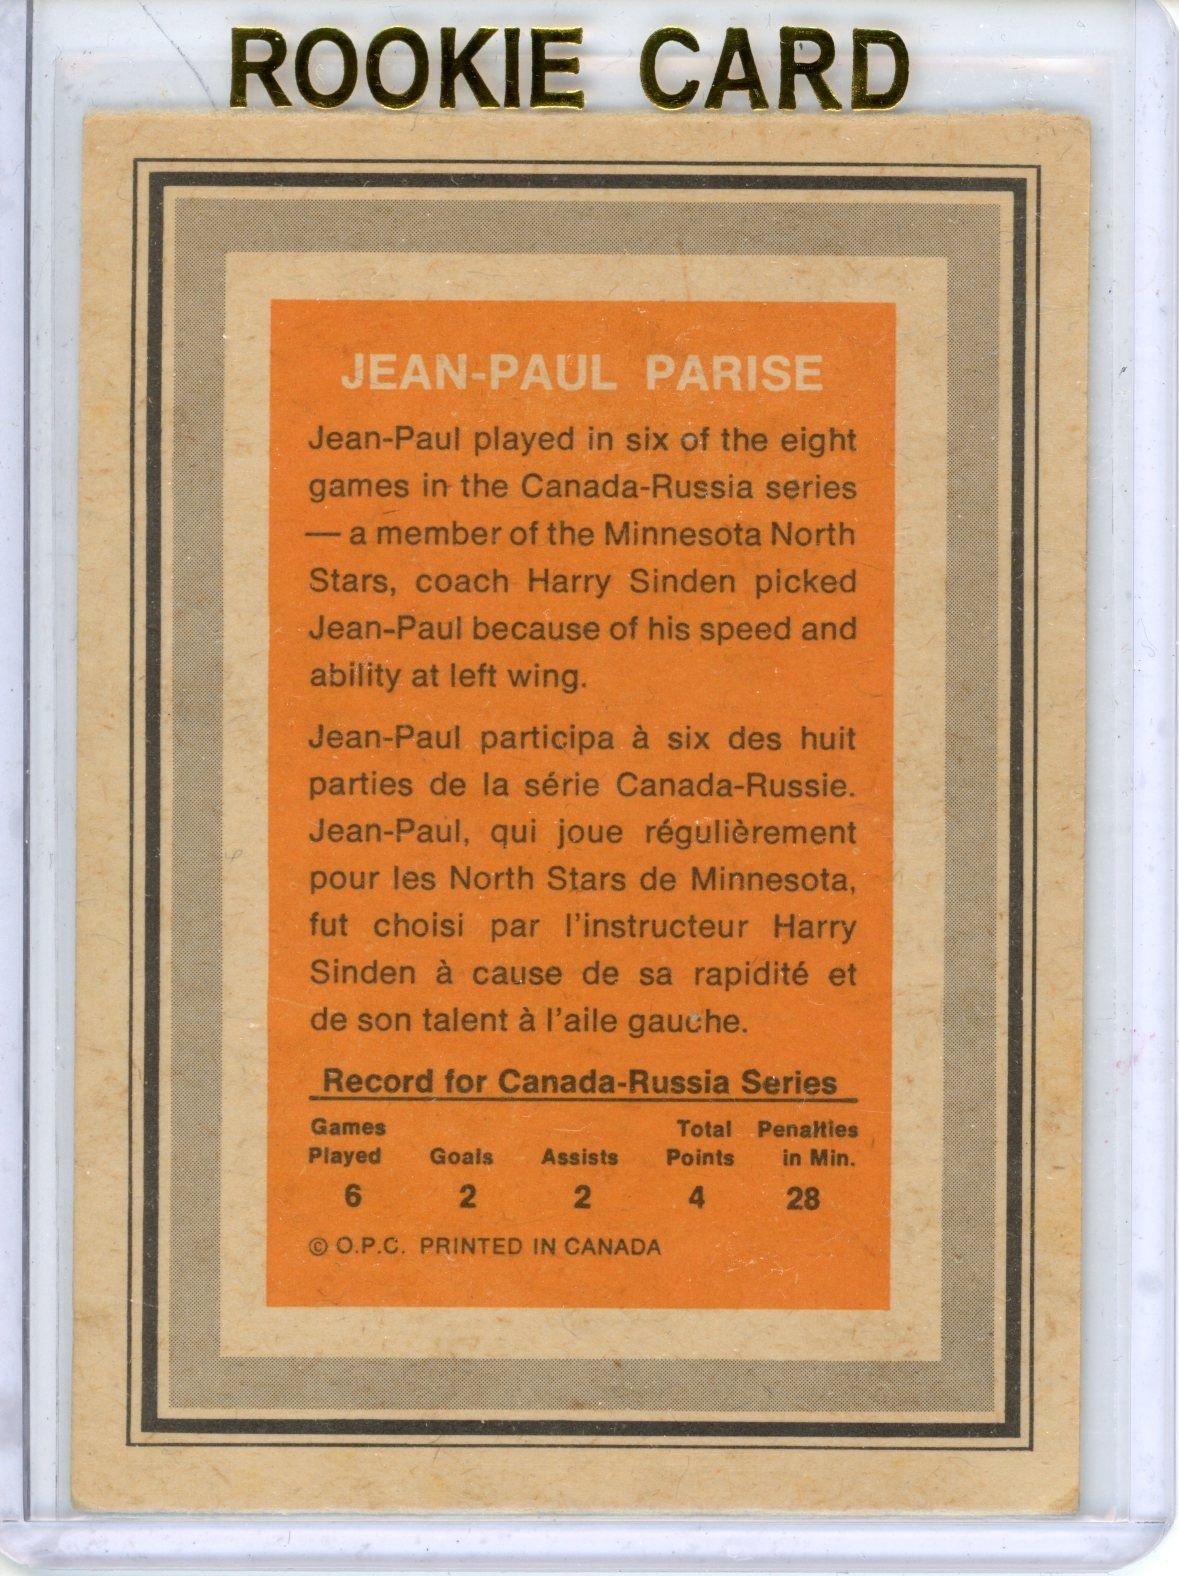 ROOKIE CARD
JEAN-PAUL PARISE
Jean-Paul played in six of the eight
games in the Canada-Russia series
— a member of the Minnesota North
Stars, coach Harry Sinden picked
Jean-Paul because of his speed and
ability at left wing.
Jean-Paul participa à six des huit
parties de la série Canada-Russie.
Jean-Paul, qui joue régulièrement
pour les North Stars de Minnesota,
fut choisi par l'instructeur Harry
Sinden à cause de sa rapidité et
de son talent à l'aile gauche.
Record for Canada-Russia Series
Games Total Penalties
Played Goals Assists Points in Min.
6 2 2 4 28
© O.P.C. PRINTED IN CANADA